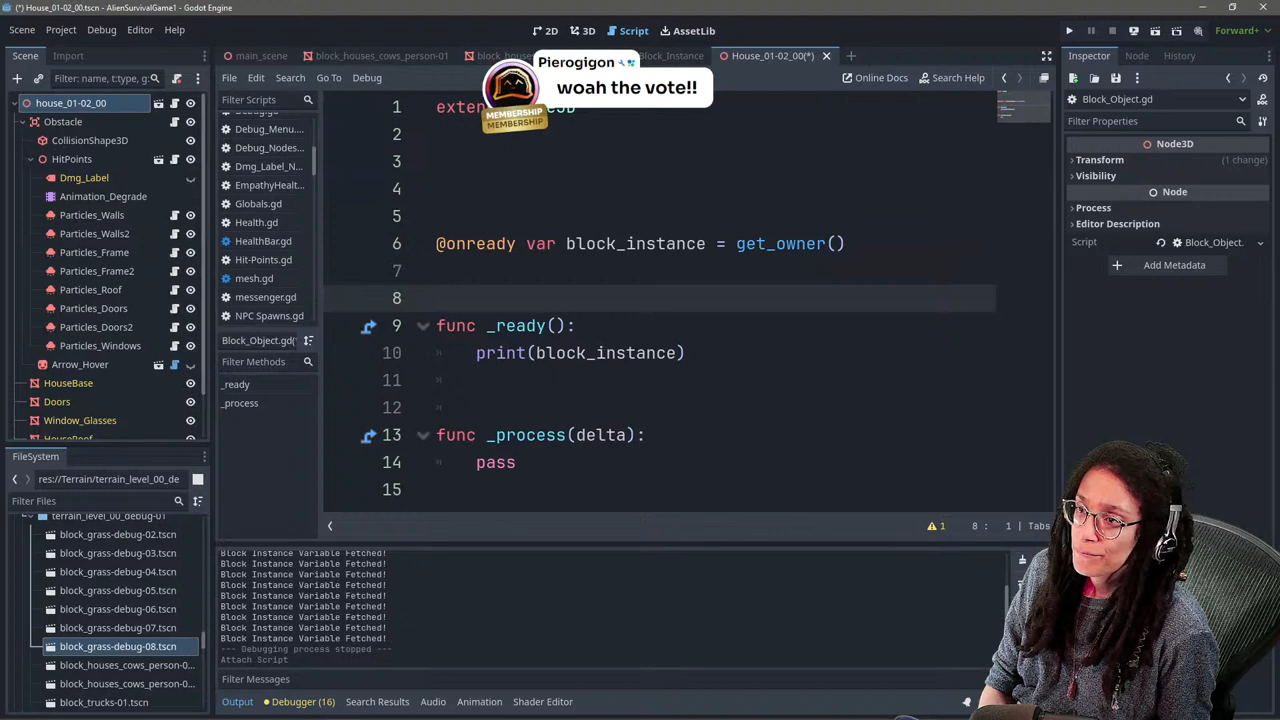 (*) House_01-02_00.tscn - AlienSurvivalGame1 - Godot Engine
Scene Project Debug Editor Help
2D 3D Script AssetLib
Forward+
Scene Import
main_scene block_houses_cows_person-01 Block_Instance House_01-02_00(*)
Inspector Node History
Pierogigon
woah the vote!!
MEMBERSHIP
MEMBERSHIP
Filter: name, t:type, g:
File Edit Search Go To Debug
Online Docs Search Help
house_01-02_00
Obstacle
CollisionShape3D
HitPoints
Dmg_Label
Animation_Degrade
Particles_Walls
Particles_Walls2
Particles_Frame
Particles_Frame2
Particles_Roof
Particles_Doors
Particles_Doors2
Particles_Windows
Arrow_Hover
HouseBase
Doors
Window_Glasses
HouseRoof
Filter Scripts
Debug_Menu....
Debug_Nodes...
Dmg_Label_N...
EmpathyHealt...
Globals.gd
Health.gd
HealthBar.gd
Hit-Points.gd
mesh.gd
messenger.gd
NPC Spawns.gd
Block_Object.gd(
Filter Methods
_ready
_process
1
2
3
4
5
6 @onready var block_instance = get_owner()
7
8
9 func _ready():
10 print(block_instance)
11
12
13 func _process(delta):
14 pass
15
1 8 : 1 | Tabs
Block_Object.gd
Filter Properties
Node3D
Transform (1 change)
Visibility
Node
Process
Editor Description
Script Block_Object.
Add Metadata
FileSystem
res://Terrain/terrain_level_00_de
Filter Files
terrain_level_00_debug-01
block_grass-debug-02.tscn
block_grass-debug-03.tscn
block_grass-debug-04.tscn
block_grass-debug-05.tscn
block_grass-debug-06.tscn
block_grass-debug-07.tscn
block_grass-debug-08.tscn
block_houses_cows_person-0...
block_houses_cows_person-0...
block_trucks-01.tscn
Block Instance Variable Fetched!
Block Instance Variable Fetched!
Block Instance Variable Fetched!
Block Instance Variable Fetched!
Block Instance Variable Fetched!
Block Instance Variable Fetched!
Block Instance Variable Fetched!
Block Instance Variable Fetched!
Block Instance Variable Fetched!
--- Debugging process stopped ---
Attach Script
Filter Messages
Output Debugger (16) Search Results Audio Animation Shader Editor